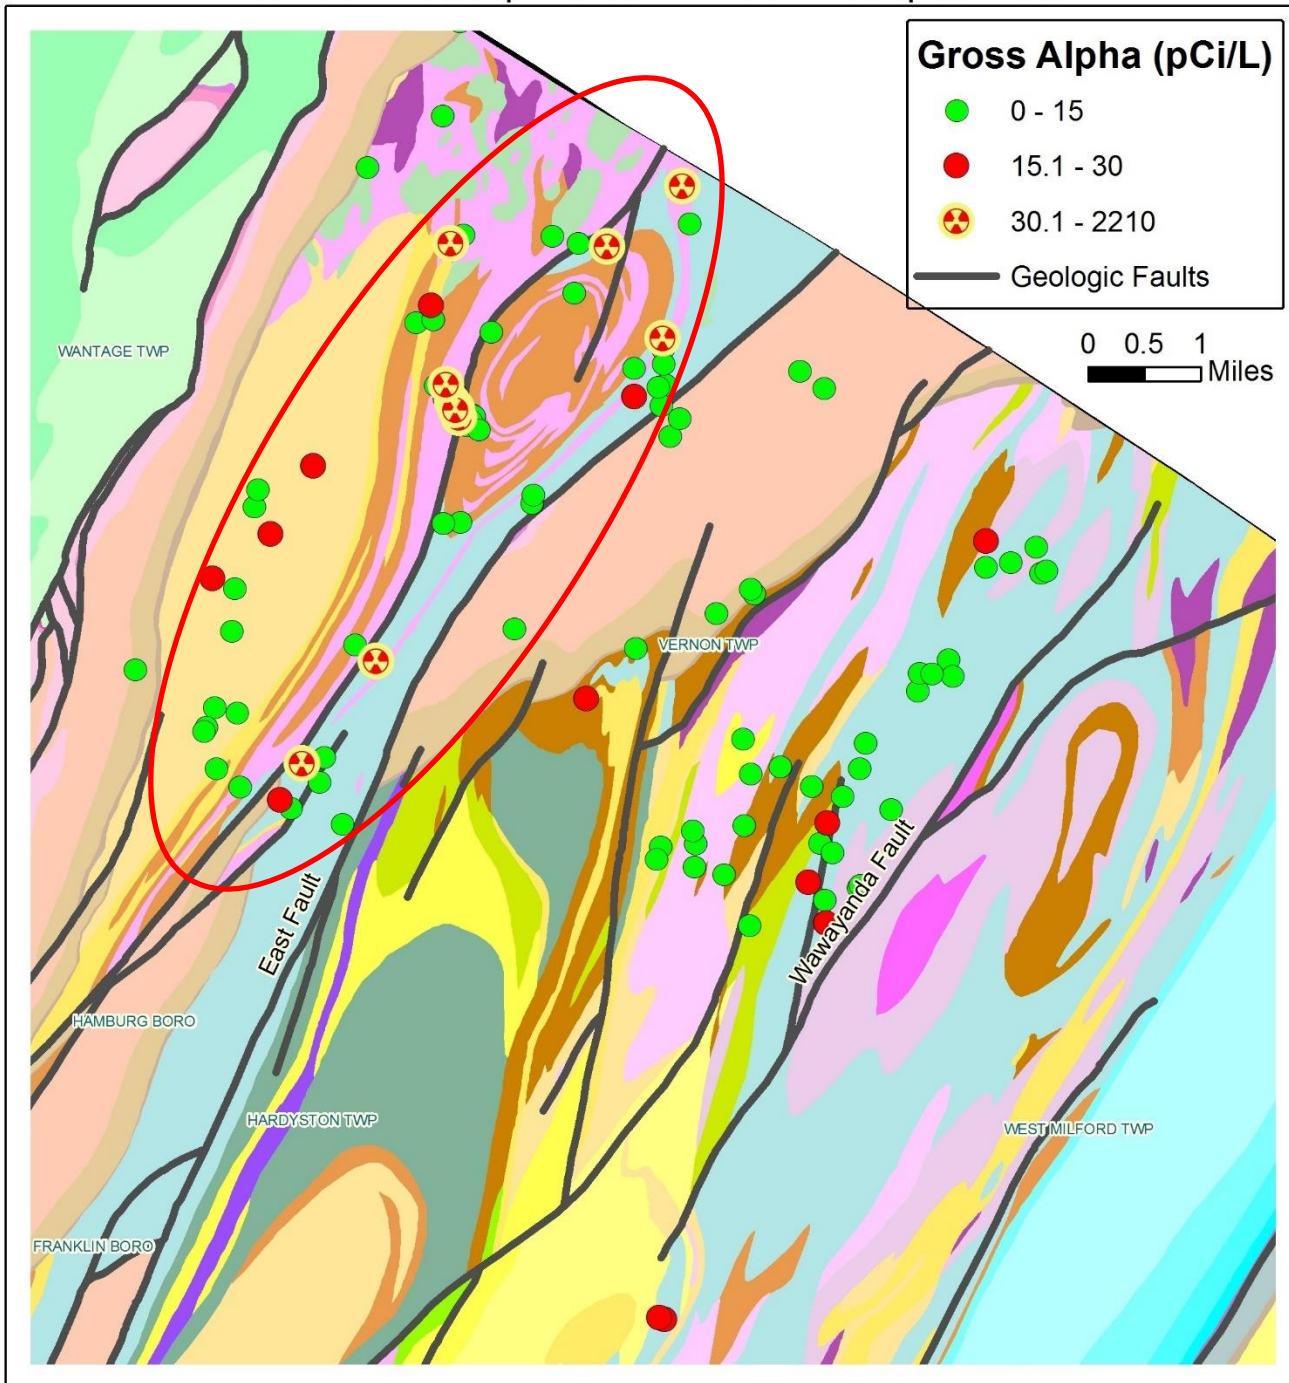 Gross Alpha (pCi/L)
0 - 15
15.1 - 30
30.1 - 2210
Geologic Faults
0 0.5 1
Miles
WANTAGE TWP
VERNON TWP
East Fault
Wawayanda Fault
HAMBURG BORO
HARDYSTON TWP
WEST MILFORD TWP
FRANKLIN BORO